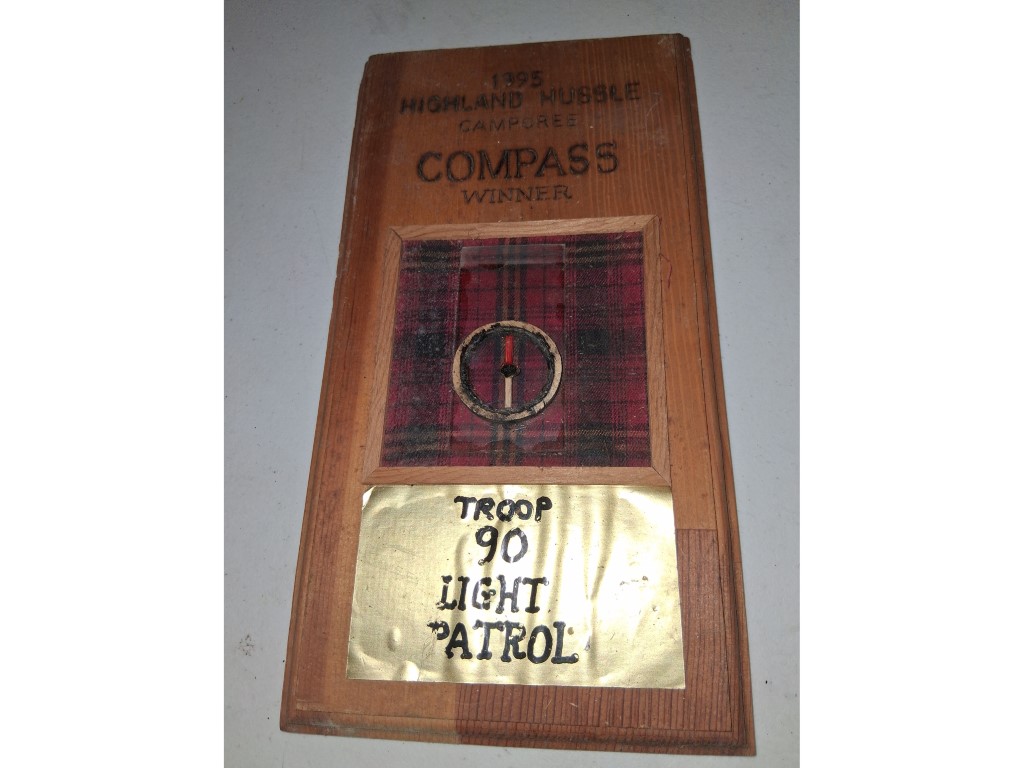 1995
HIGHLAND HUSSLE
CAMPOREE
COMPASS
WINNER
TROOP
90
LIGHT
PATROL